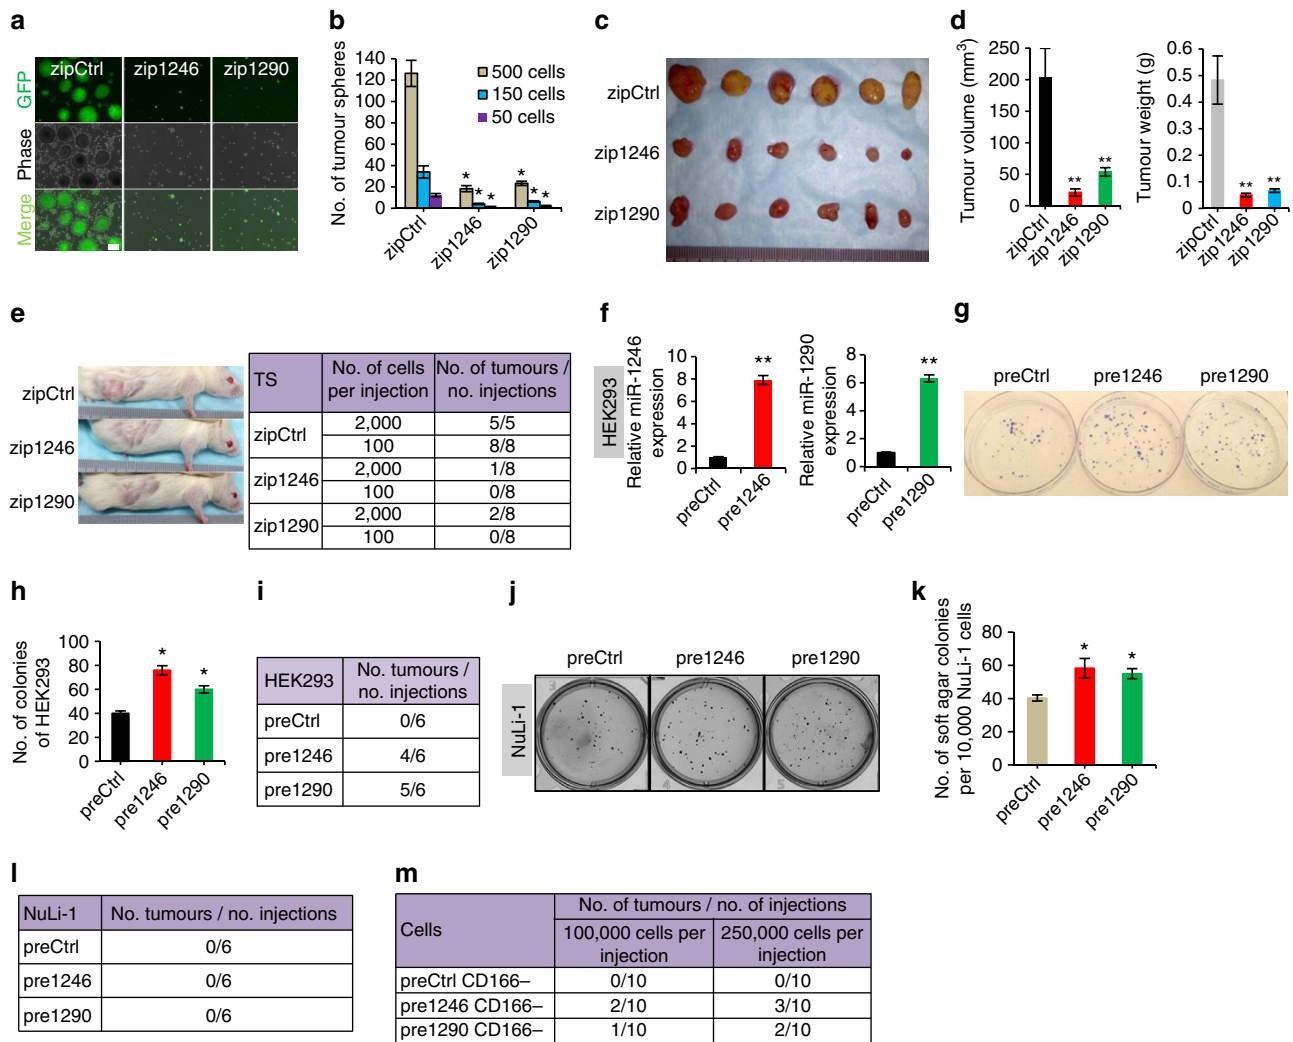 a
zipCtrl zip1246 zip1290
GFP
Phase
Merge
b
No. of tumour spheres
140
120
100
80
60
40
20
0
500 cells
150 cells
50 cells
* * *
* * *
zipCtrl
zip1246
zip1290
c
zipCtrl
zip1246
zip1290
d
Tumour volume (mm³)
250
200
150
100
50
0
**
**
zipCtrl
zip1246
zip1290
Tumour weight (g)
0.6
0.5
0.4
0.3
0.2
0.1
0
**
**
zipCtrl
zip1246
zip1290
e
zipCtrl
zip1246
zip1290
TS
No. of cells
per injection
No. of tumours /
no. injections
zipCtrl
2,000 5/5
100 8/8
zip1246
2,000 1/8
100 0/8
zip1290
2,000 2/8
100 0/8
f
HEK293
Relative miR-1246
expression
10
8
6
4
2
0
**
preCtrl
pre1246
Relative miR-1290
expression
8
6
4
2
0
**
preCtrl
pre1290
g
preCtrl pre1246 pre1290
h
No. of colonies
of HEK293
100
80
60
40
20
0
*
*
preCtrl
pre1246
pre1290
i
HEK293
No. tumours /
no. injections
preCtrl 0/6
pre1246 4/6
pre1290 5/6
j
preCtrl pre1246 pre1290
NuLi-1
3
4
5
k
No. of soft agar colonies
per 10,000 NuLi-1 cells
80
60
40
20
0
*
*
preCtrl
pre1246
pre1290
l
NuLi-1 No. tumours / no. injections
preCtrl 0/6
pre1246 0/6
pre1290 0/6
m
Cells
No. of tumours / no. of injections
100,000 cells per
injection
250,000 cells per
injection
preCtrl CD166– 0/10 0/10
pre1246 CD166– 2/10 3/10
pre1290 CD166– 1/10 2/10